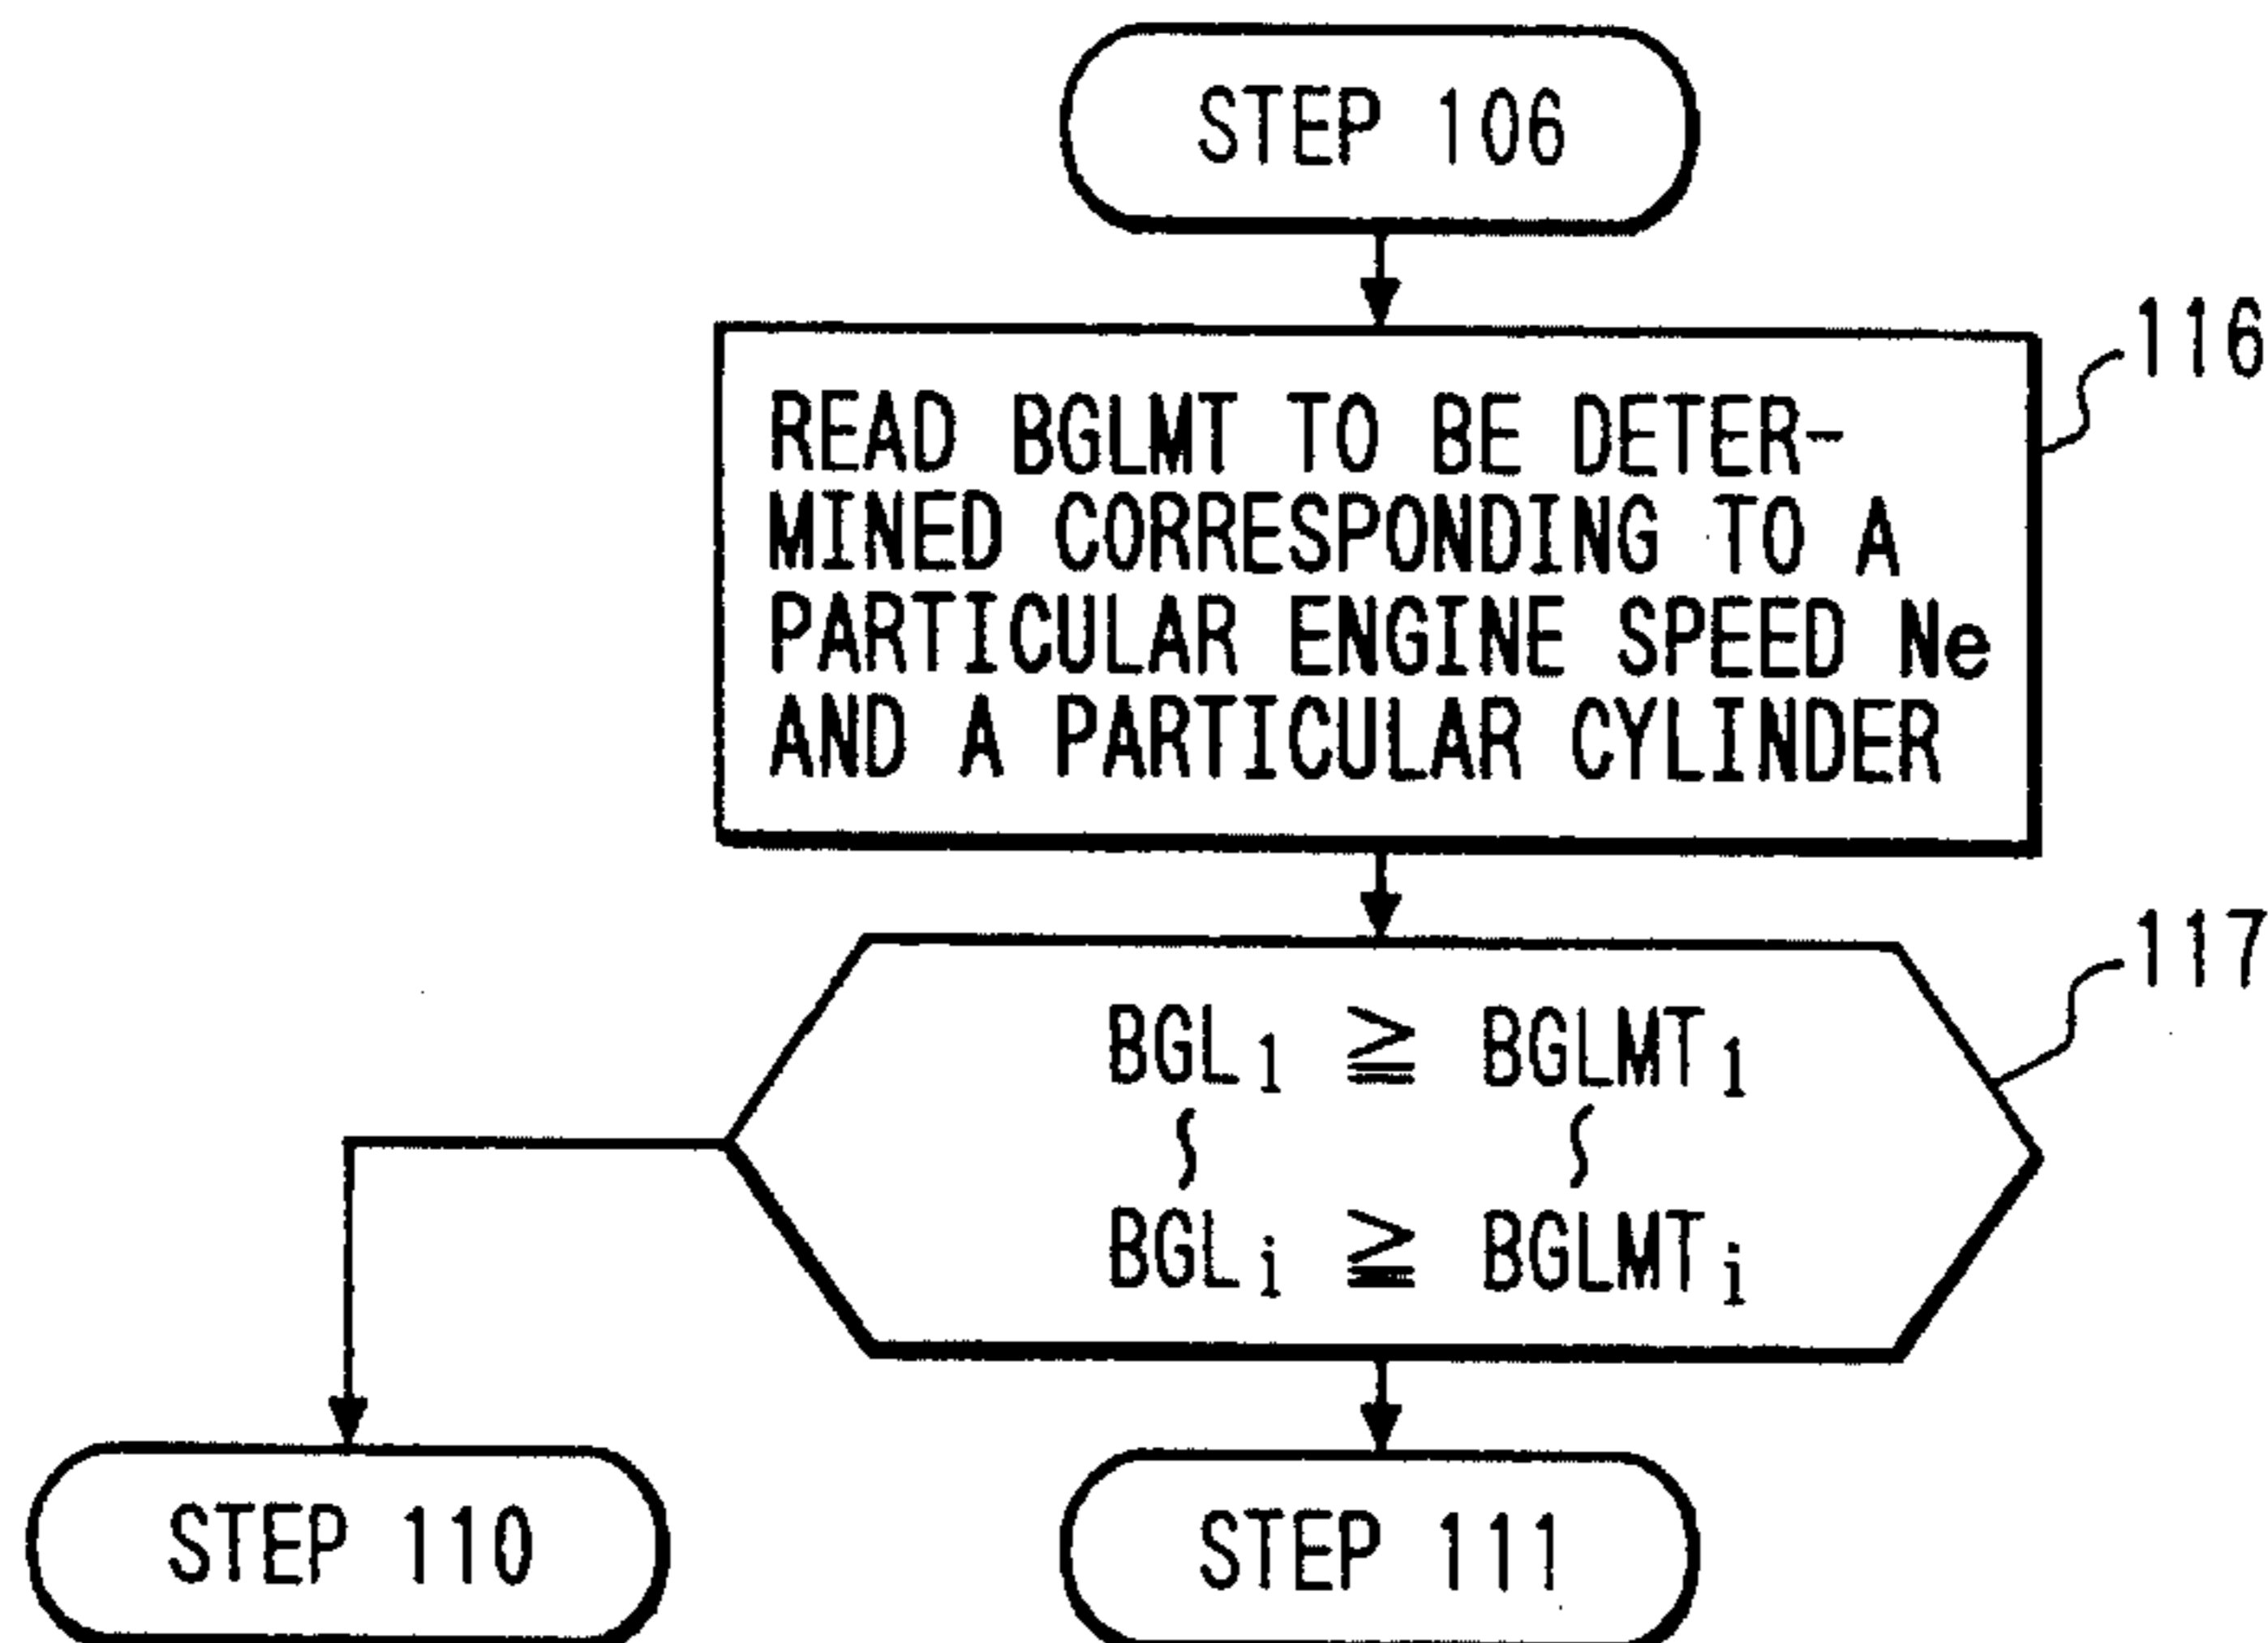 STEP 106
116
READ BGLMT TO BE DETER-
MINED CORRESPONDING TO A
PARTICULAR ENGINE SPEED Ne
AND A PARTICULAR CYLINDER
117
BGL₁ ≧ BGLMT₁
BGLᵢ ≧ BGLMTᵢ
STEP 110
STEP 111